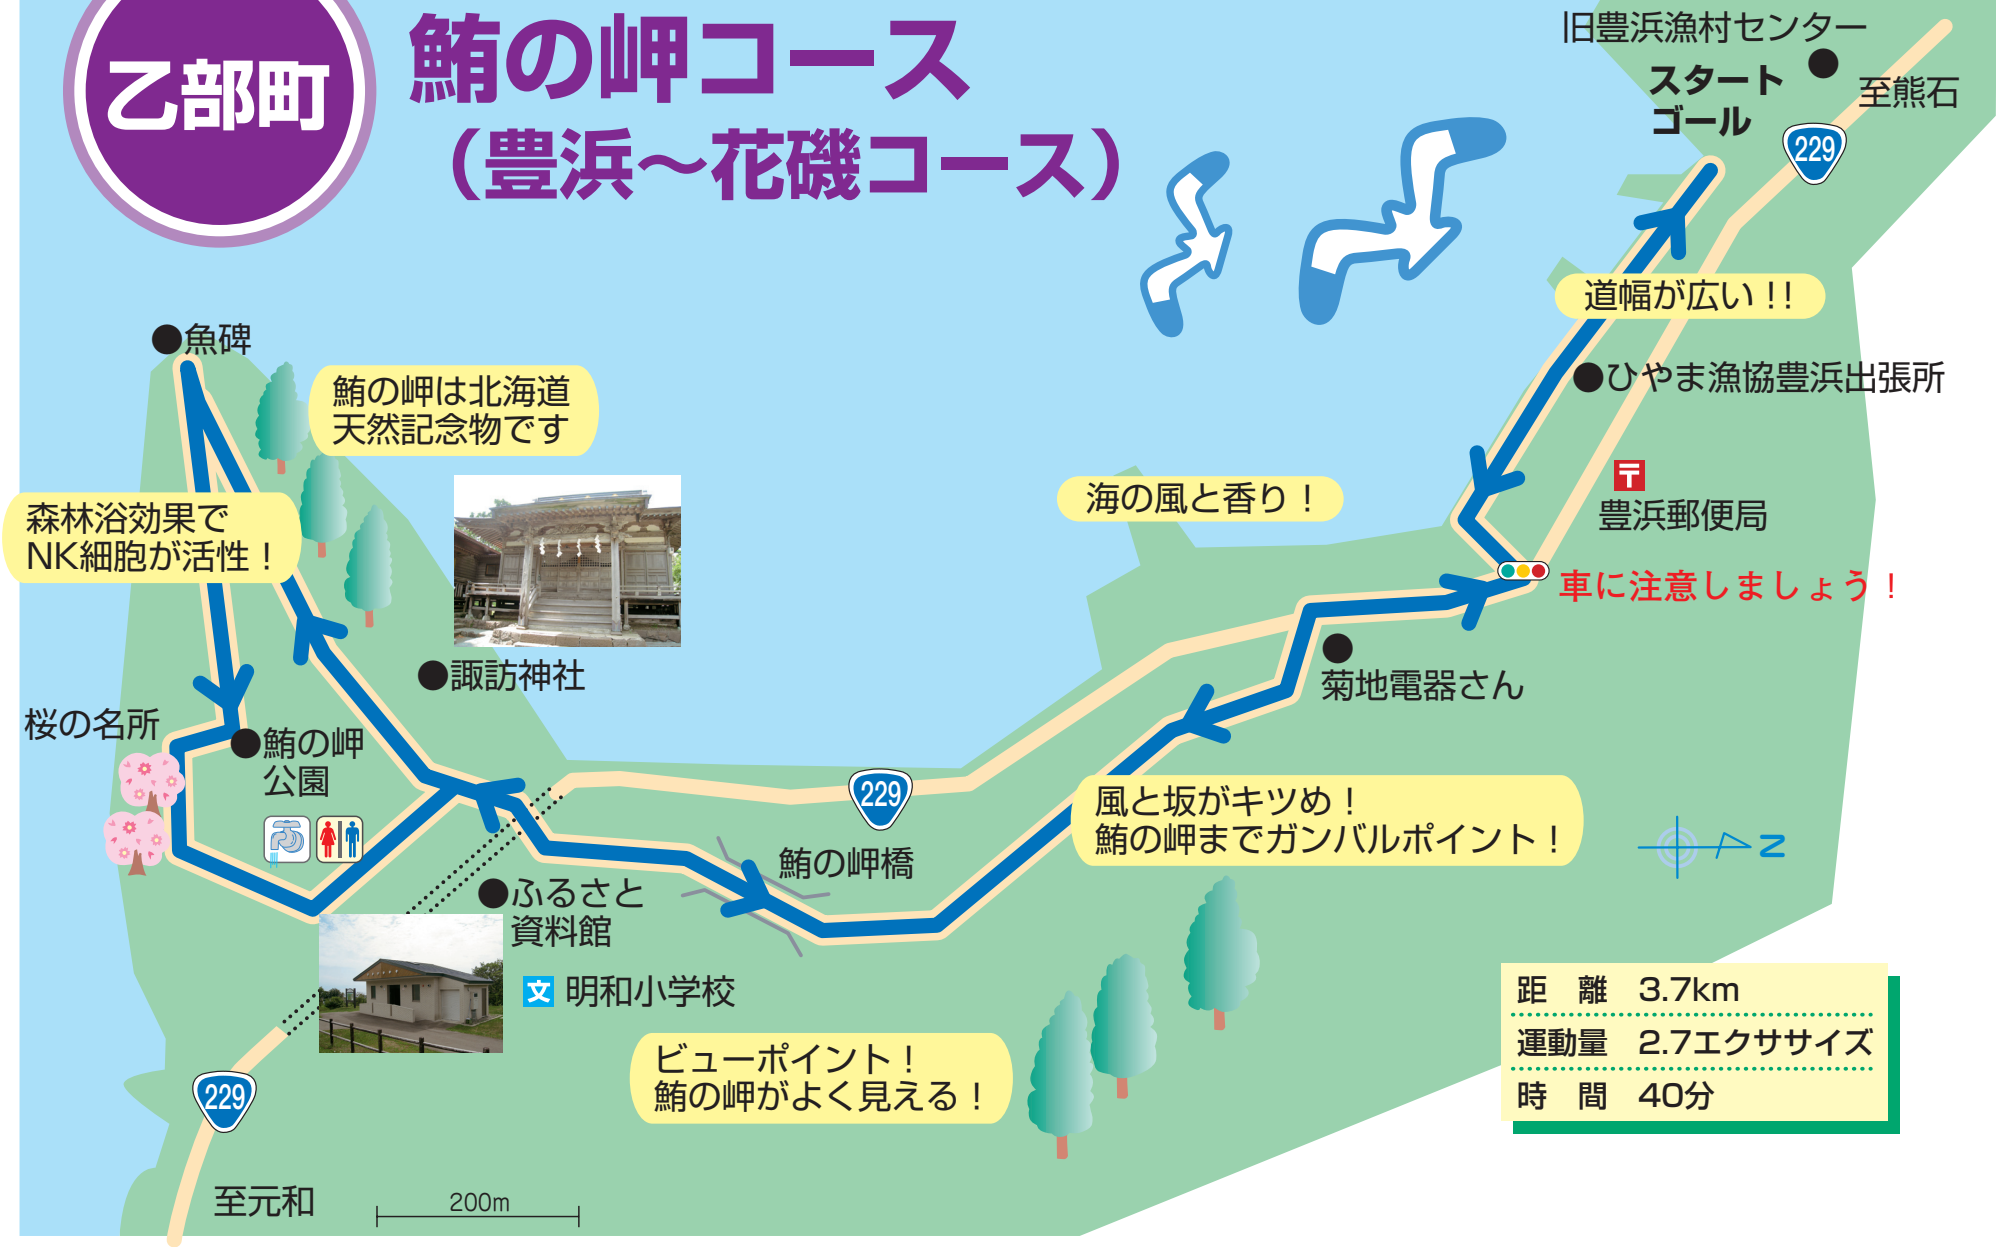 乙部町
鮪の岬コース
（豊浜～花磯コース）
旧豊浜漁村センター
スタート
ゴール
至熊石
229
道幅が広い！！
ひやま漁協豊浜出張所
魚碑
鮪の岬は北海道
天然記念物です
森林浴効果で
NK細胞が活性！
海の風と香り！
〒
豊浜郵便局
車に注意しましょう！
諏訪神社
菊地電器さん
桜の名所
鮪の岬
公園
229
風と坂がキツめ！
鮪の岬までガンバルポイント！
N
鮪の岬橋
ふるさと
資料館
文 明和小学校
ビューポイント！
鮪の岬がよく見える！
229
至元和
200m
距　離　3.7km
運動量　2.7エクササイズ
時　間　40分